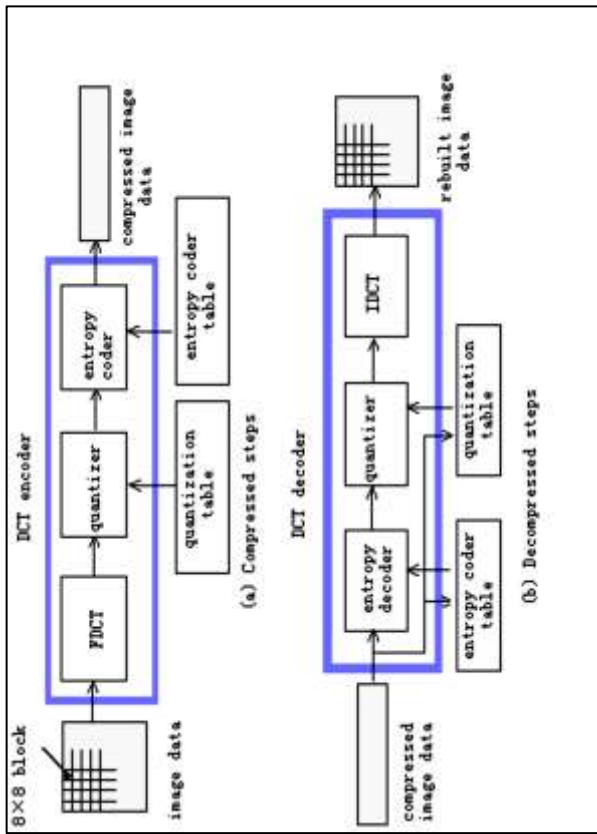 8×8 block
image data
DCT encoder
FDCT
quantizer
entropy
coder
quantization
table
entropy coder
table
compressed image
data
(a) Compressed steps
compressed
image data
DCT decoder
entropy
decoder
quantizer
IDCT
entropy coder
table
quantization
table
rebuilt image
data
(b) Decompressed steps